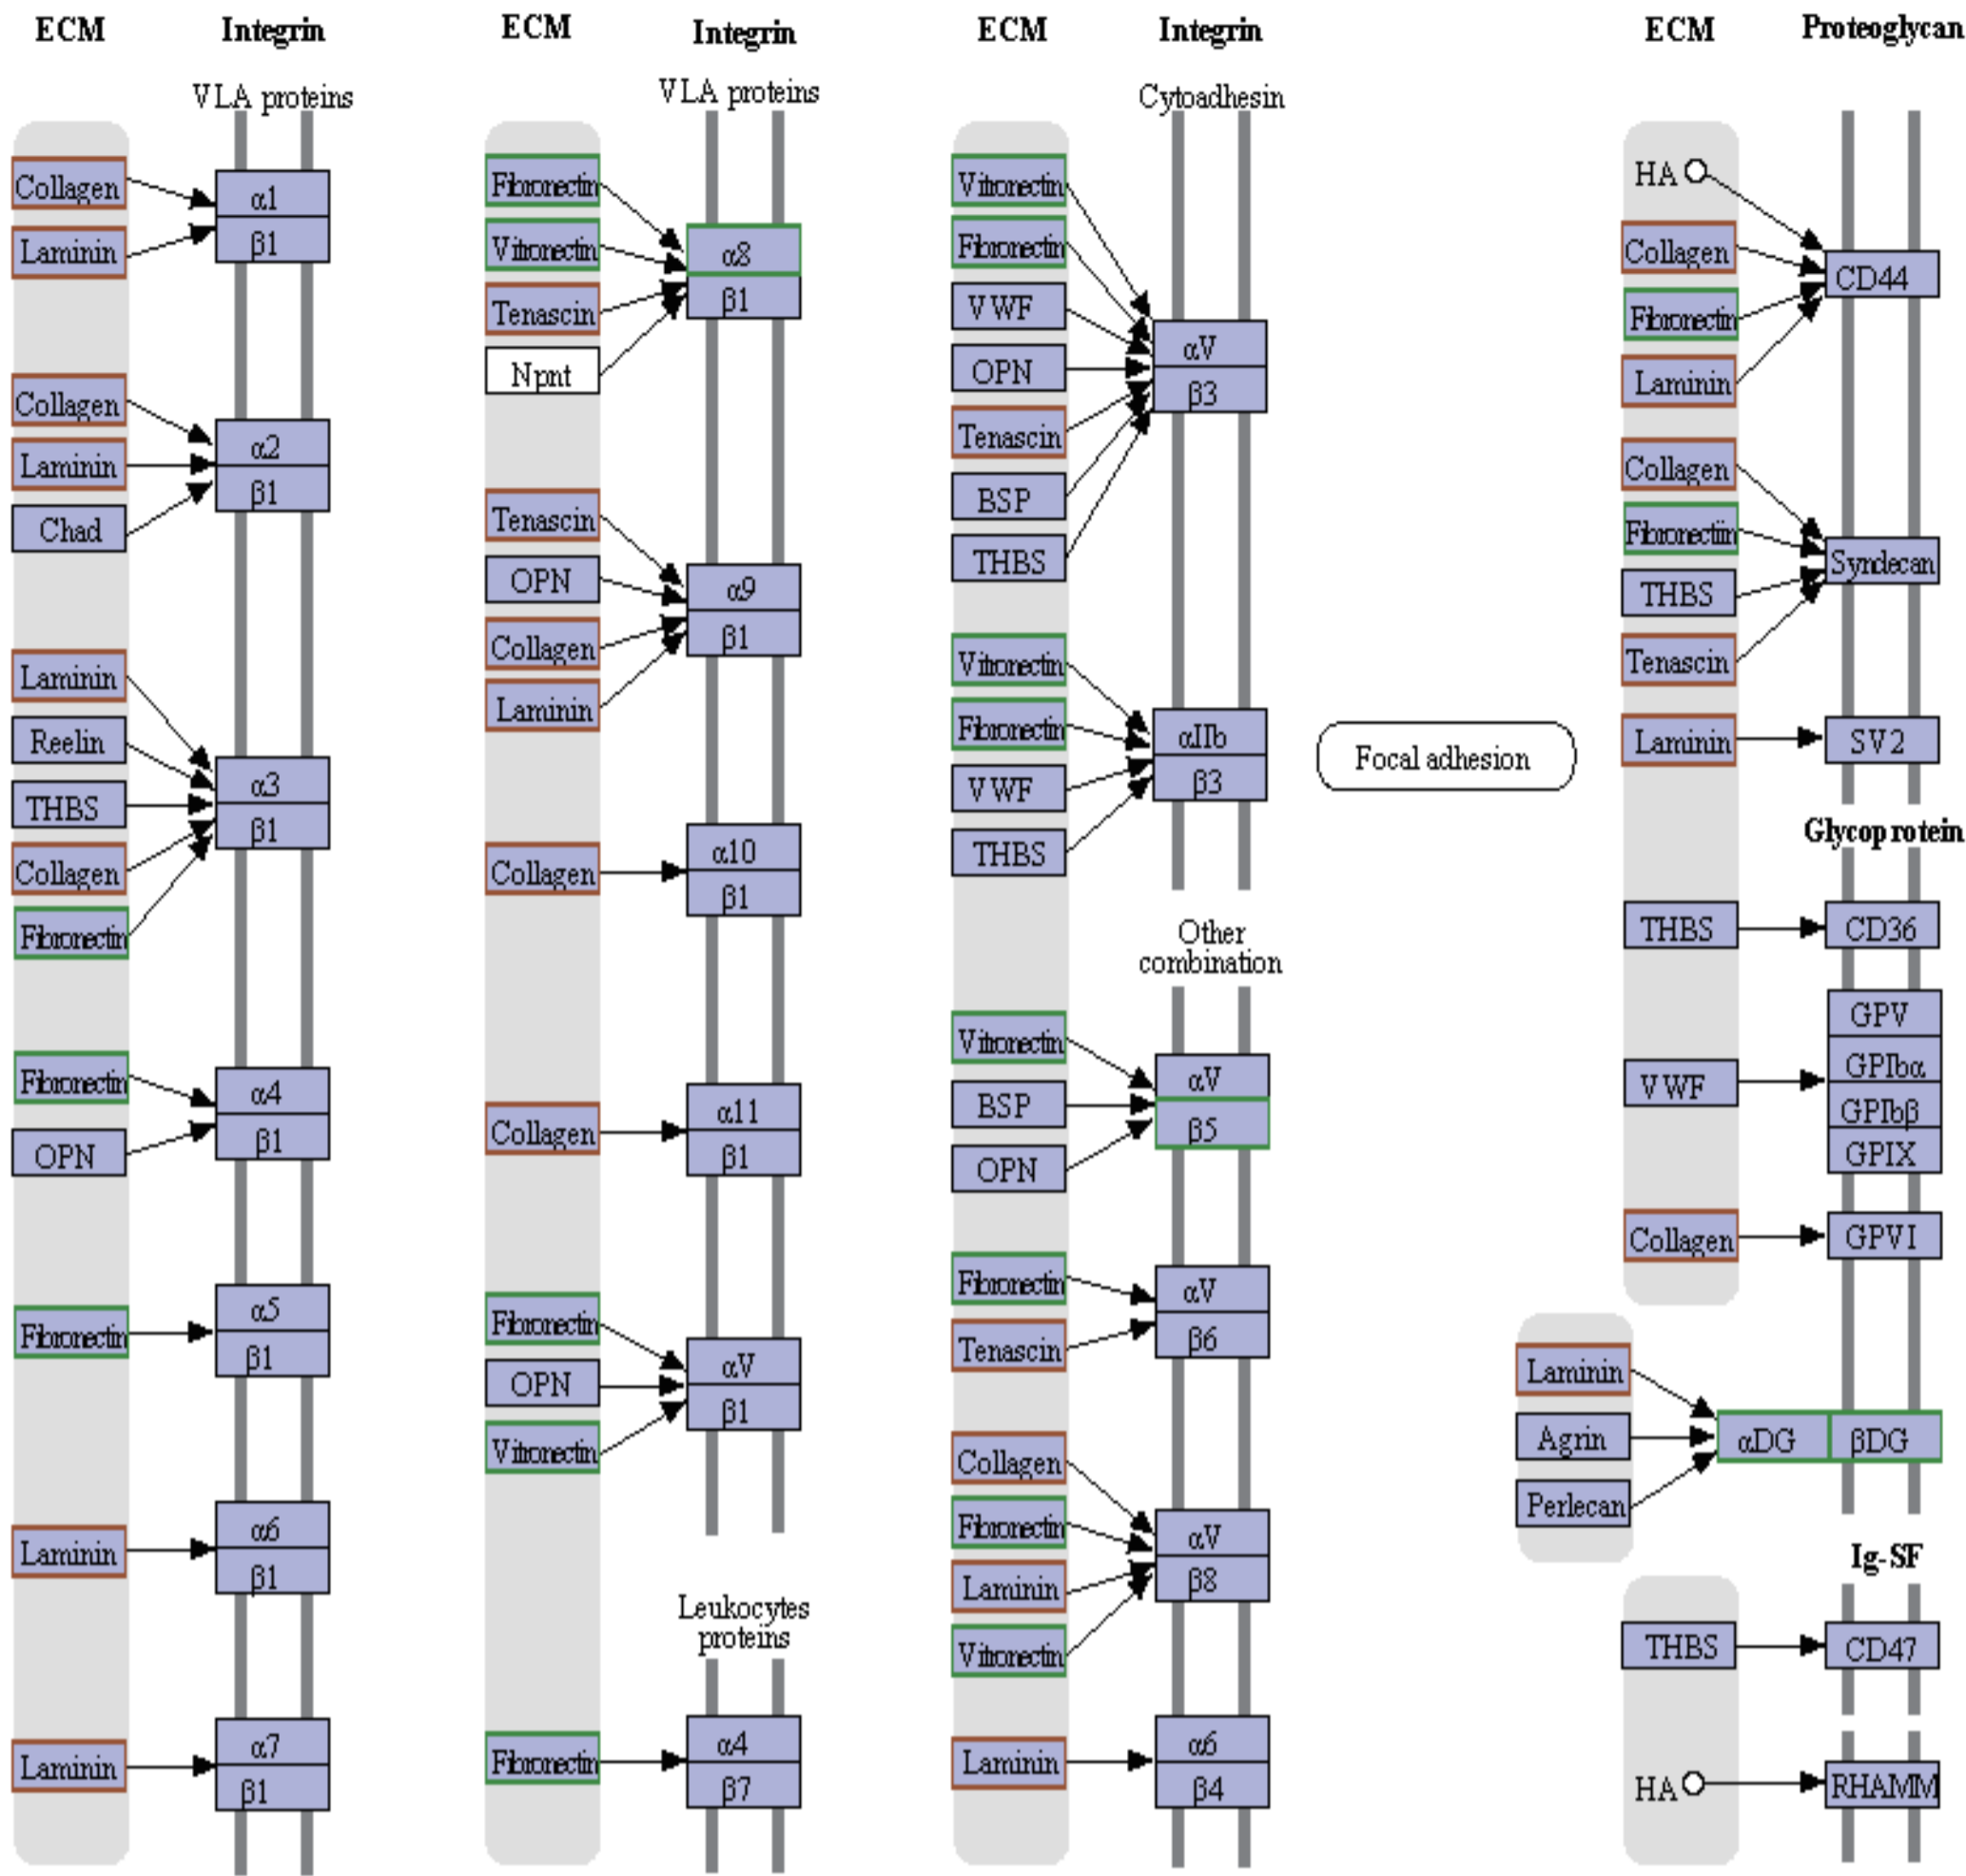 ECM
Integrin
VLA proteins
Collagen
α1
Laminin
β1
Collagen
α2
Laminin
β1
Chad
Laminin
Reelin
α3
THBS
β1
Collagen
Fibronectin
Fibronectin
α4
β1
OPN
α5
Fibronectin
β1
α6
Laminin
β1
α7
Laminin
β1
ECM
Integrin
VLA proteins
Fibronectin
Vitronectin
α8
Tenascin
β1
Npnt
Tenascin
OPN
α9
Collagen
β1
Laminin
α10
Collagen
β1
α11
Collagen
β1
Fibronectin
αV
OPN
β1
Vitronectin
Leukocytes
proteins
α4
Fibronectin
β7
ECM
Integrin
Cytoadhesin
Vitronectin
Fibronectin
VWF
αV
OPN
β3
Tenascin
BSP
THBS
Vitronectin
Fibronectin
αIIb
VWF
β3
THBS
Other
combination
Vitronectin
αV
BSP
β5
OPN
Fibronectin
αV
Tenascin
β6
Collagen
Fibronectin
αV
Laminin
β8
Vitronectin
α6
Laminin
β4
Focal adhesion
ECM
Proteoglycan
HA
Collagen
CD44
Fibronectin
Laminin
Collagen
Fibronectiin
Syndecan
THBS
Tenascin
Laminin
SV2
Glycoprotein
THBS
CD36
GPV
GPIbα
VWF
GPIbβ
GPIX
Collagen
GPVI
Laminin
Agrin
αDG
βDG
Perlecan
Ig-SF
THBS
CD47
HA
RHAMM